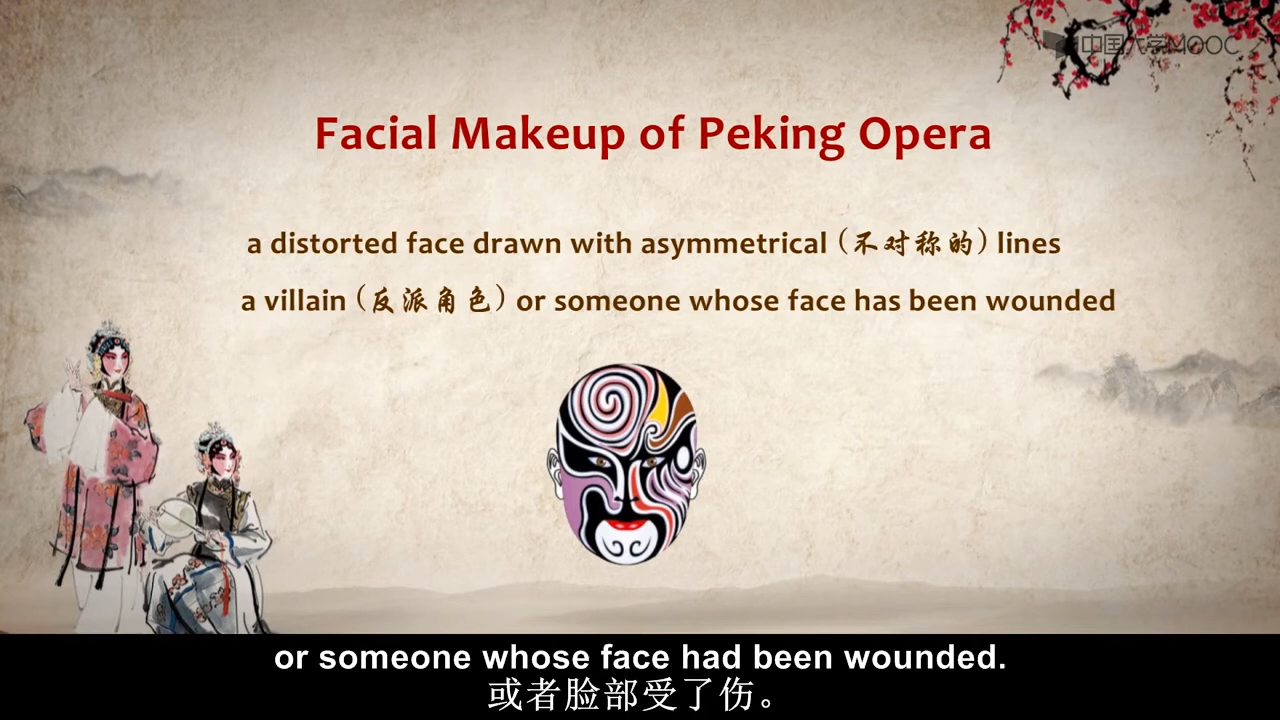 中国大学MOOC
Facial Makeup of Peking Opera
a distorted face drawn with asymmetrical (不对称的) lines
a villain (反派角色) or someone whose face has been wounded
or someone whose face had been wounded.
或者脸部受了伤。